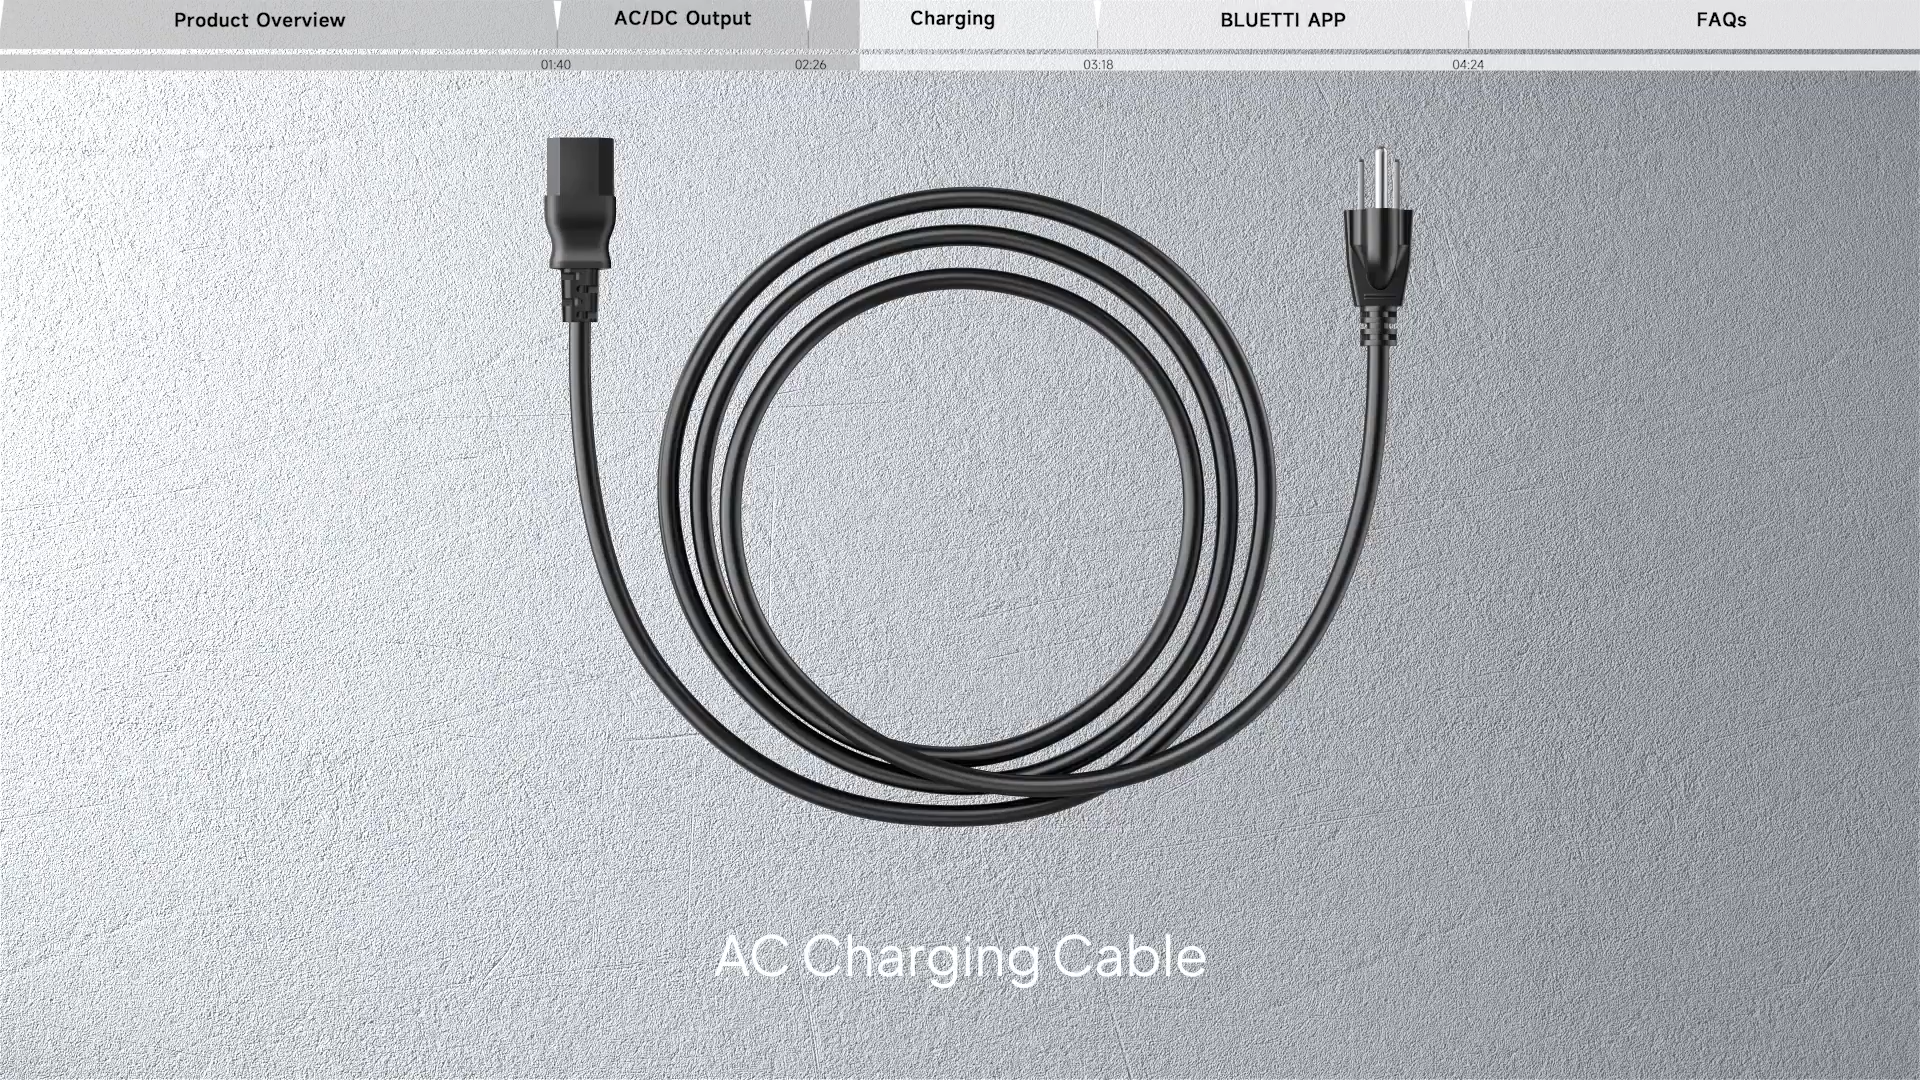 Product Overview
AC/DC Output
Charging
BLUETTI APP
FAQs
01:40
02:26
03:18
04:24
AC Charging Cable